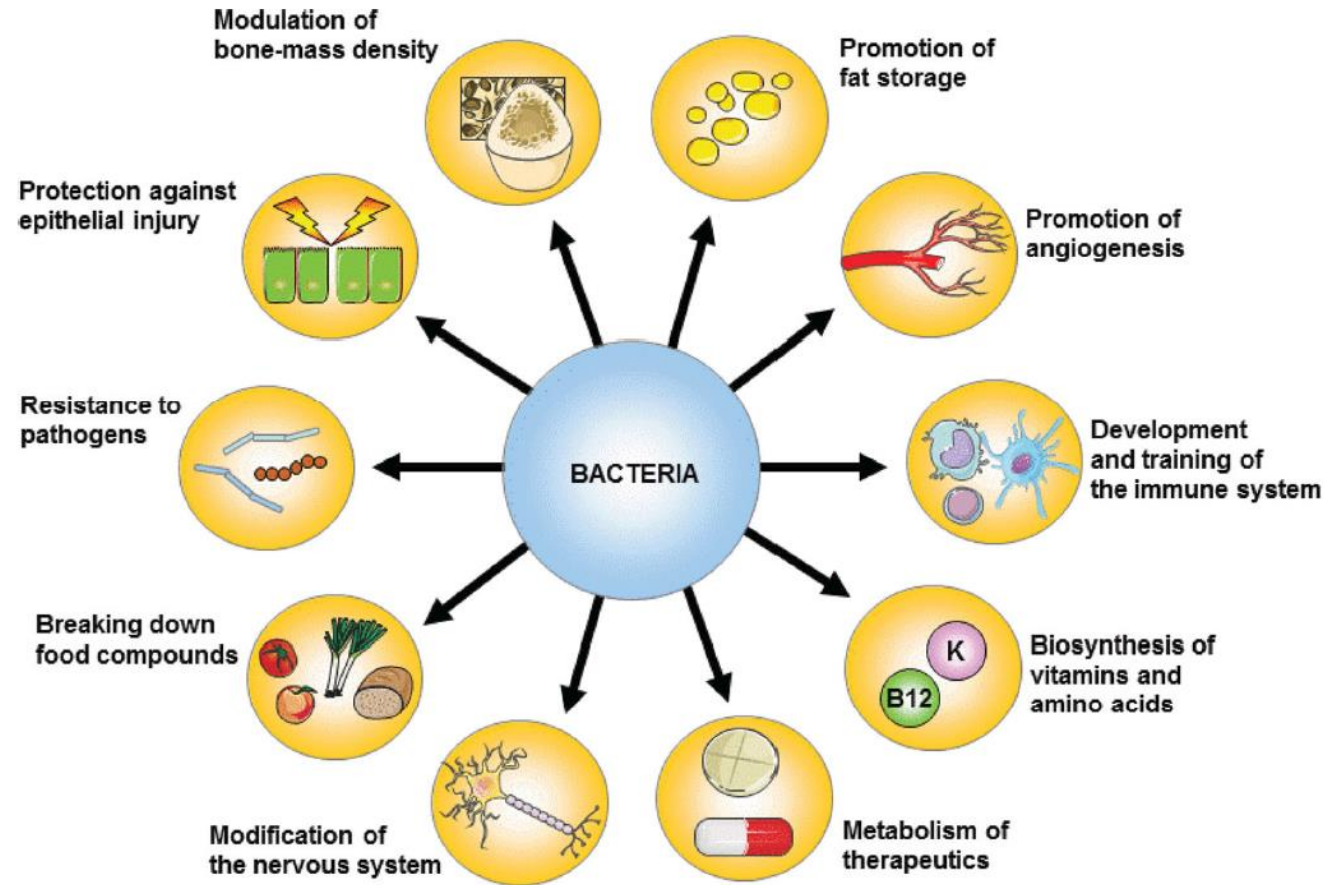 Modulation of
bone-mass density
Promotion of
fat storage
Protection against
epithelial injury
Promotion of
angiogenesis
Resistance to
pathogens
BACTERIA
Development
and training of
the immune system
Breaking down
food compounds
K
B12
Biosynthesis of
vitamins and
amino acids
Modification of
the nervous system
Metabolism of
therapeutics